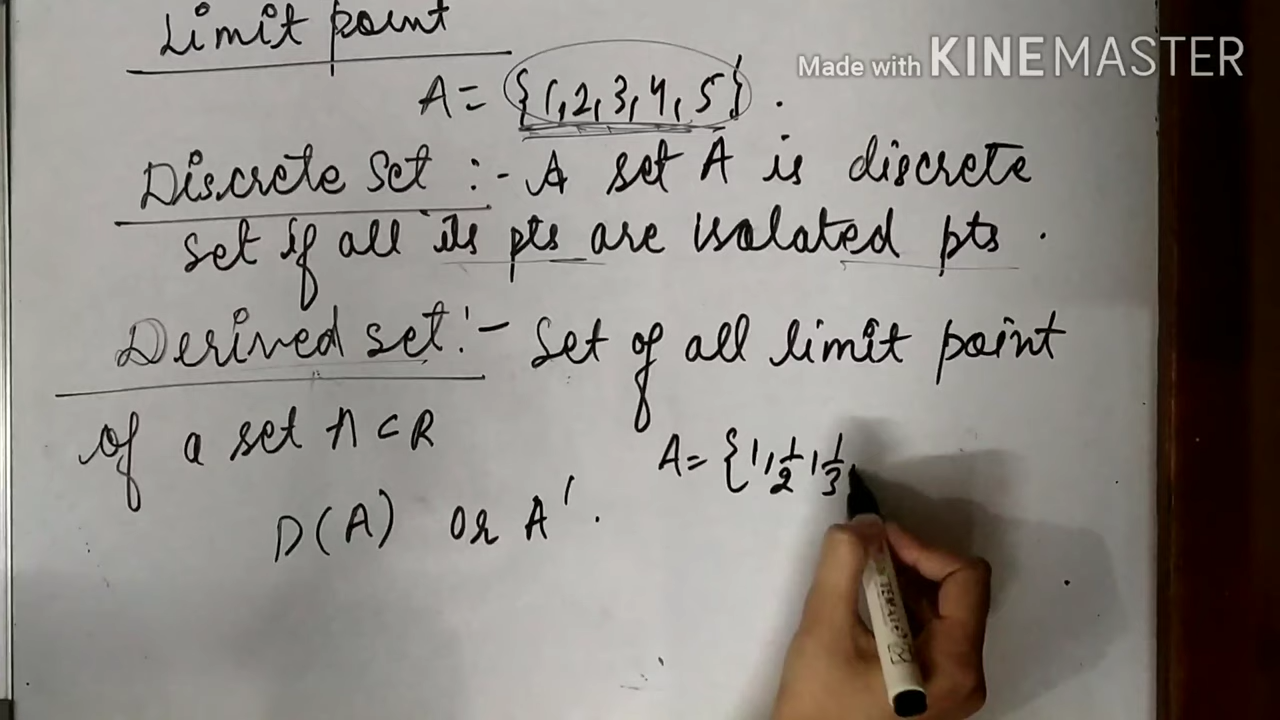 Limit point
Made with KINEMASTER
A = {1,2,3,4,5} .
Discrete Set :- A set A is discrete
set if all its pts are isolated pts .
Derived set :- Set of all limit point
of a set A ⊂ R
A = {1, 1/2, 1/3,
D(A) or A' .